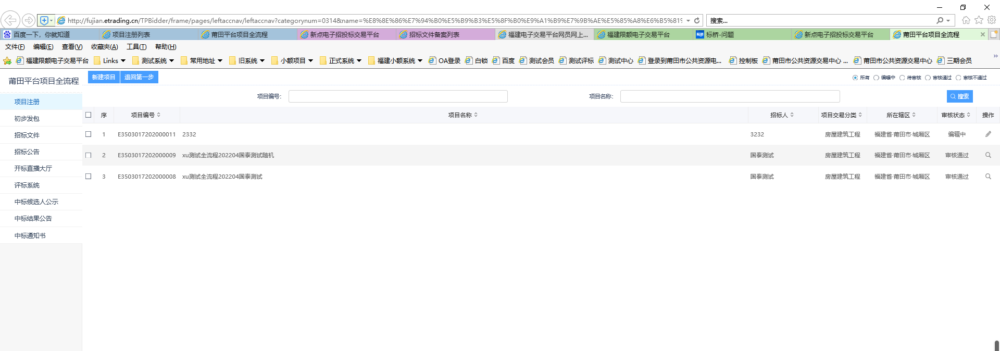 http://fujian.etrading.cn/TPBidder/frame/pages/leftaccnav/leftaccnav?categorynum=0314&name=%E8%8E%86%E7%94%B0%E5%B9%B3%E5%8F%B0%E9%A1%B9%E7%9B%AE%E5%85%A8%E6%B5%81%
搜索...
百度一下，你就知道
项目注册列表
莆田平台项目全流程
新点电子招投标交易平台
招标文件备案列表
福建电子交易平台网员网上...
福建限额电子交易平台
标桥-问题
新点电子招投标交易平台
莆田平台项目全流程
文件(F) 编辑(E) 查看(V) 收藏夹(A) 工具(T) 帮助(H)
福建限额电子交易平台 Links 测试系统 常用地址 旧系统 小额项目 正式系统 福建小额系统 OA登录 白锁 百度 测试会员 测试评标 测试中心 登录到莆田市公共资源电... 控制板 莆田市公共资源交易中心 ... 莆田市公共资源交易中心 三期会员
莆田平台项目全流程
项目注册
初步发包
招标文件
招标公告
开标直播大厅
评标系统
中标候选人公示
中标结果公告
中标通知书
新建项目 退回第一步
所有 编辑中 待审核 审核通过 审核不通过
项目编号: 项目名称: 搜索
序 项目编号 项目名称 招标人 项目交易分类 所在辖区 审核状态 操作
1 E3503017202000011 2332 3232 房屋建筑工程 福建省·莆田市·城厢区 编辑中
2 E3503017202000009 xu测试全流程202204国泰测试随机 国泰测试 房屋建筑工程 福建省·莆田市·城厢区 审核通过
3 E3503017202000008 xu测试全流程202204国泰测试 国泰测试 房屋建筑工程 福建省·莆田市·城厢区 审核通过